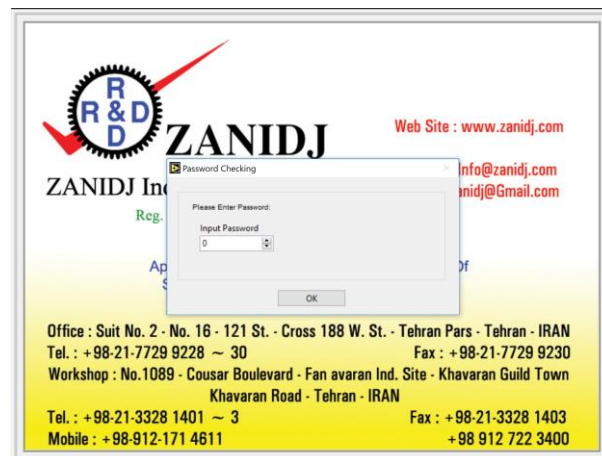 R
R & D
D
ZANIDJ
Web Site : www.zanidj.com
Password Checking
Info@zanidj.com
ZANIDJ In
anidj@Gmail.com
Please Enter Password:
Reg.
Input Password
0
Ap
Of
S
OK
Office : Suit No. 2 - No. 16 - 121 St. - Cross 188 W. St. - Tehran Pars - Tehran - IRAN
Tel. : +98-21-7729 9228 ~ 30 Fax : +98-21-7729 9230
Workshop : No.1089 - Cousar Boulevard - Fan avaran Ind. Site - Khavaran Guild Town
Khavaran Road - Tehran - IRAN
Tel. : +98-21-3328 1401 ~ 3 Fax : +98-21-3328 1403
Mobile : +98-912-171 4611 +98 912 722 3400